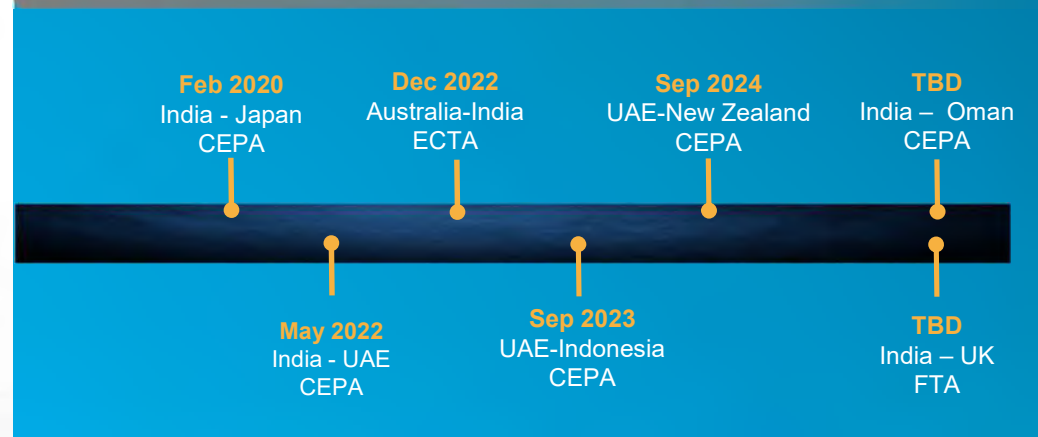 Feb 2020
India - Japan
CEPA
Dec 2022
Australia-India
ECTA
Sep 2024
UAE-New Zealand
CEPA
TBD
India – Oman
CEPA
May 2022
India - UAE
CEPA
Sep 2023
UAE-Indonesia
CEPA
TBD
India – UK
FTA